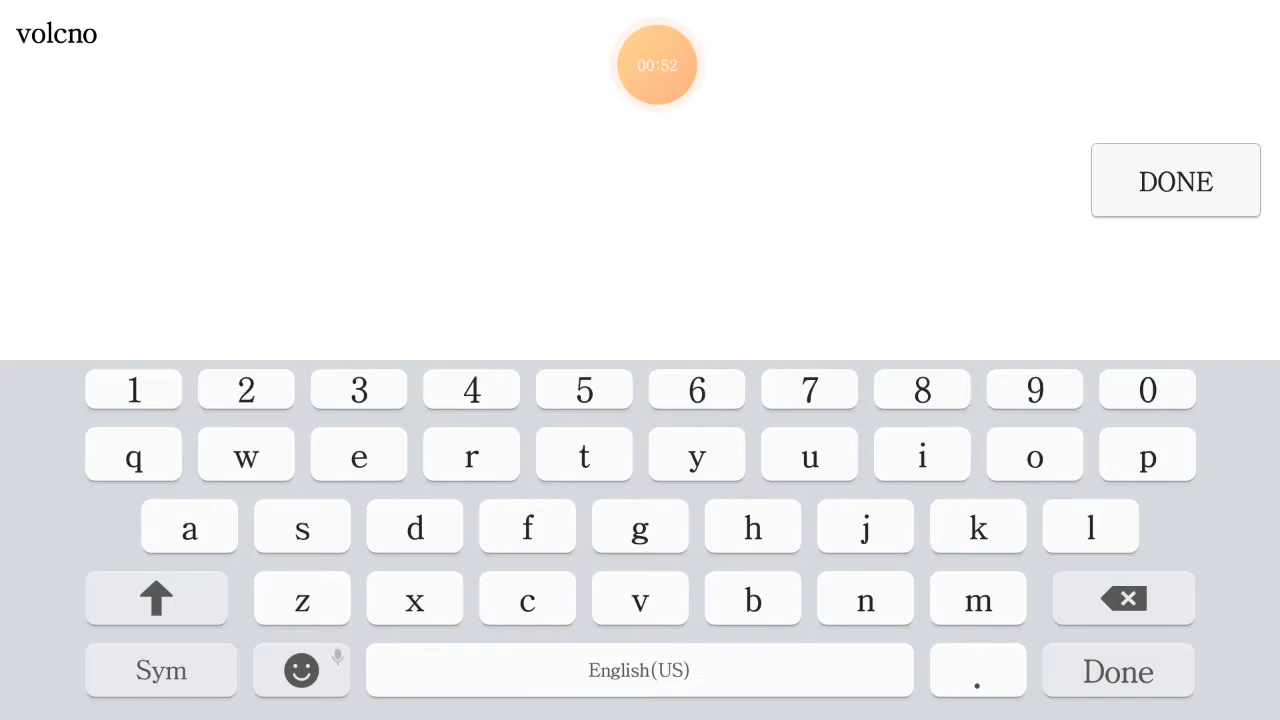 volcno
00:52
DONE
1 2 3 4 5 6 7 8 9 0
q w e r t y u i o p
a s d f g h j k l
z x c v b n m
Sym English(US) . Done